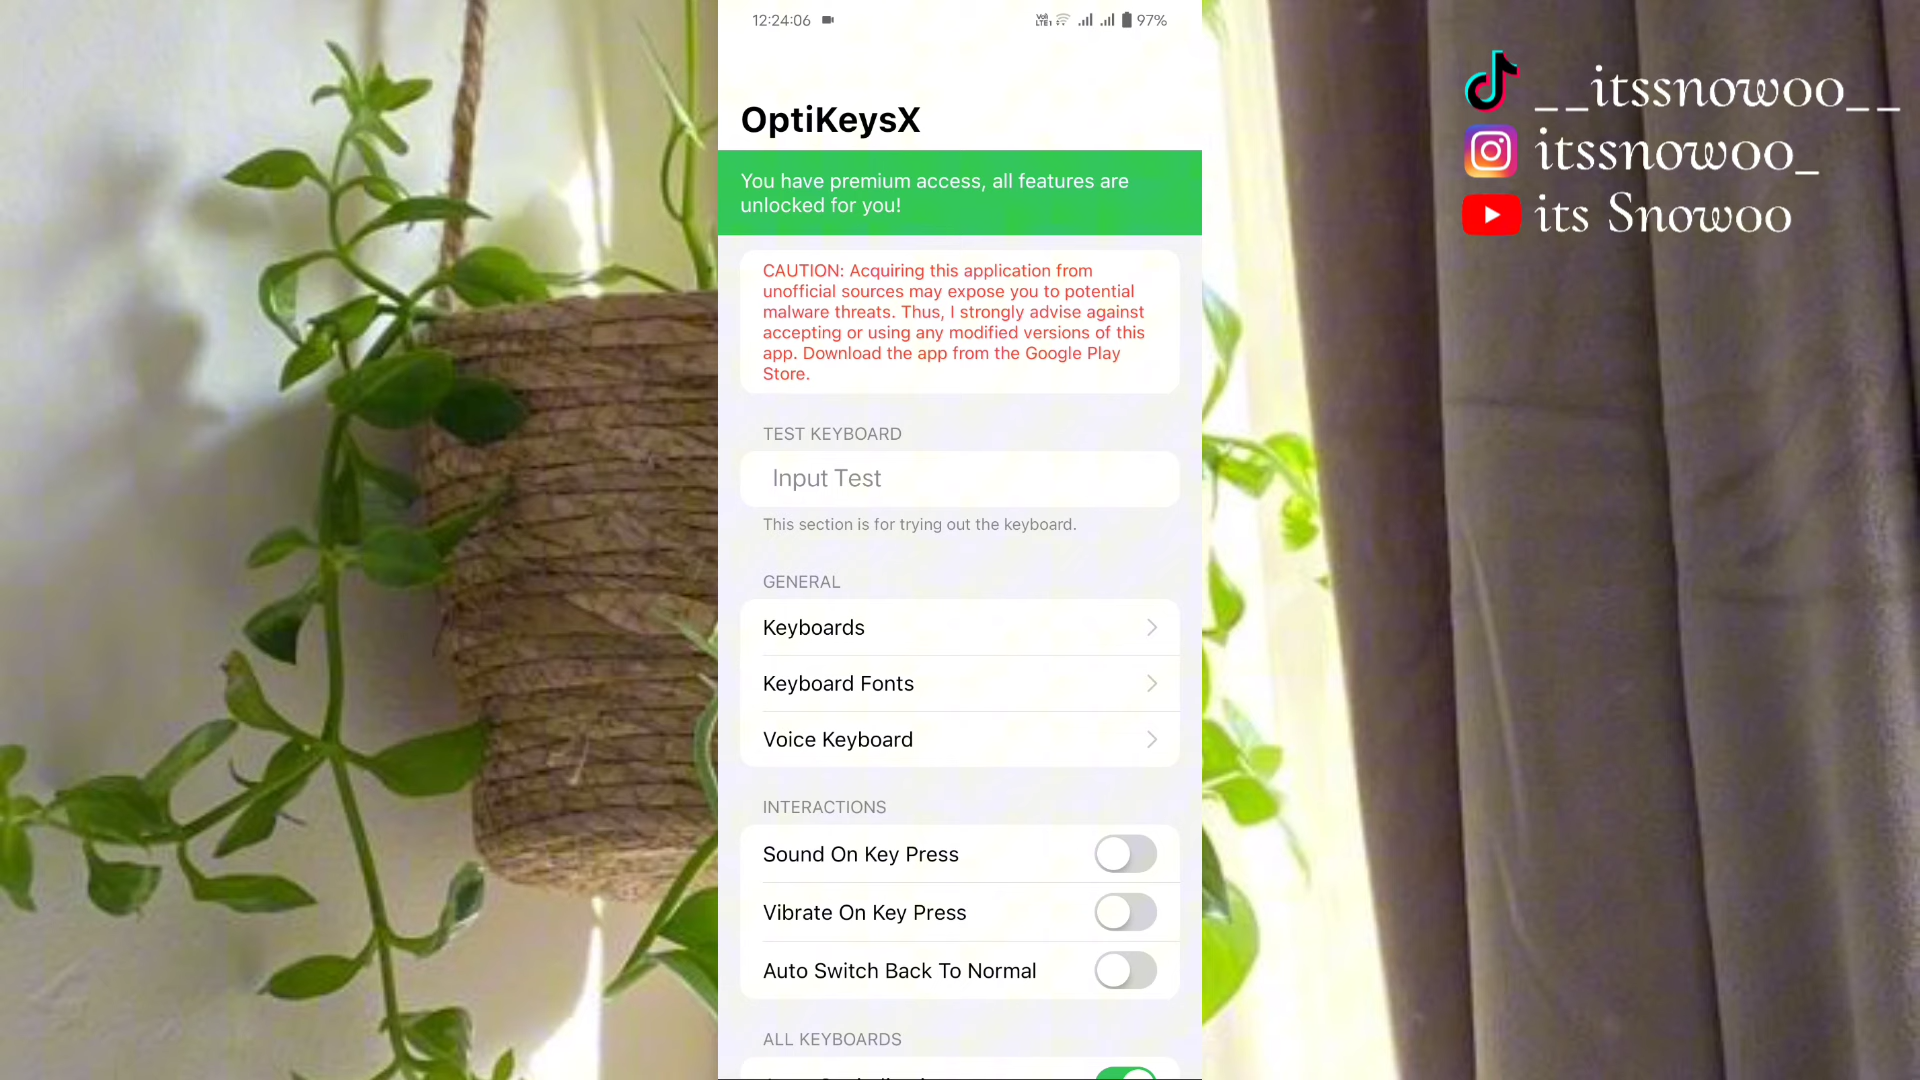 12:24:06 97%
OptiKeysX
You have premium access, all features are
unlocked for you!
CAUTION: Acquiring this application from
unofficial sources may expose you to potential
malware threats. Thus, I strongly advise against
accepting or using any modified versions of this
app. Download the app from the Google Play
Store.
TEST KEYBOARD
Input Test
This section is for trying out the keyboard.
GENERAL
Keyboards
Keyboard Fonts
Voice Keyboard
INTERACTIONS
Sound On Key Press
Vibrate On Key Press
Auto Switch Back To Normal
ALL KEYBOARDS
__itssnowoo__
itssnowoo_
its Snowoo